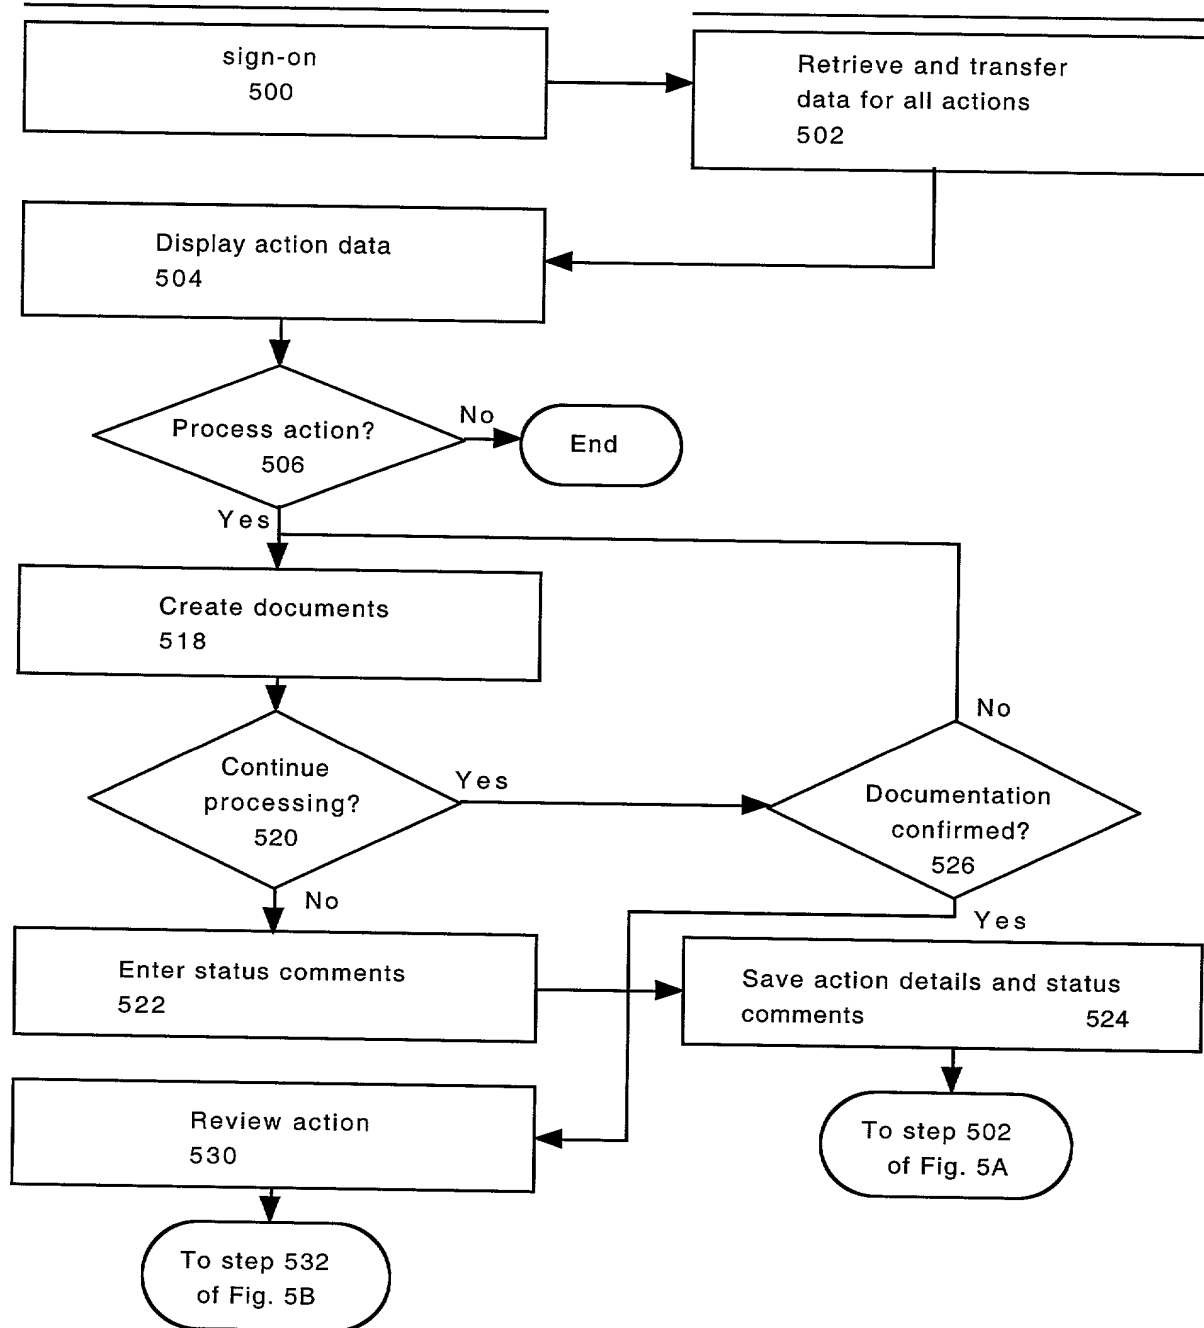 sign-on
500
Retrieve and transfer
data for all actions
502
Display action data
504
Process action?
506
No
End
Yes
Create documents
518
Continue
processing?
520
Yes
No
Documentation
confirmed?
526
No
Yes
Enter status comments
522
Save action details and status
comments 524
Review action
530
To step 502
of Fig. 5A
To step 532
of Fig. 5B